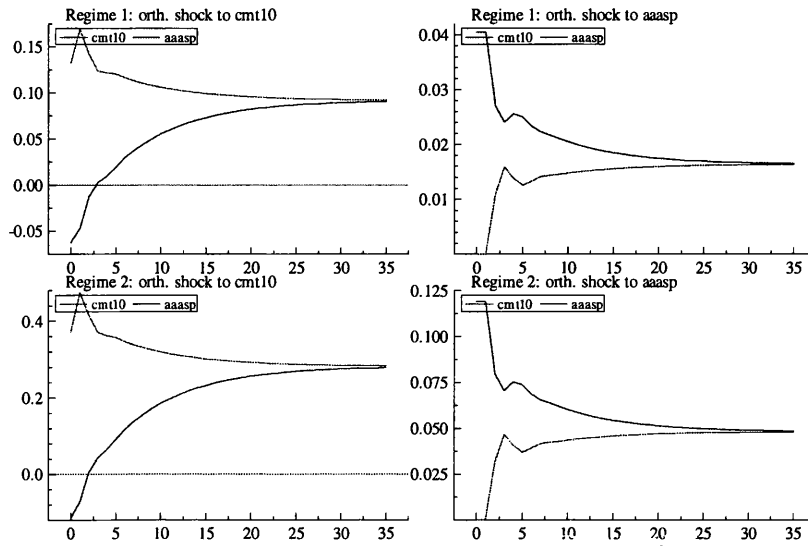 Regime 1: orth. shock to cmt10
cmt10 aaasp
0.15
0.10
0.05
0.00
-0.05
0 5 10 15 20 25 30 35
Regime 1: orth. shock to aaasp
cmt10 aaasp
0.04
0.03
0.02
0.01
0 5 10 15 20 25 30 35
Regime 2: orth. shock to cmt10
cmt10 aaasp
0.4
0.2
0.0
0 5 10 15 20 25 30 35
Regime 2: orth. shock to aaasp
cmt10 aaasp
0.125
0.100
0.075
0.050
0.025
0 5 10 15 20 25 30 35